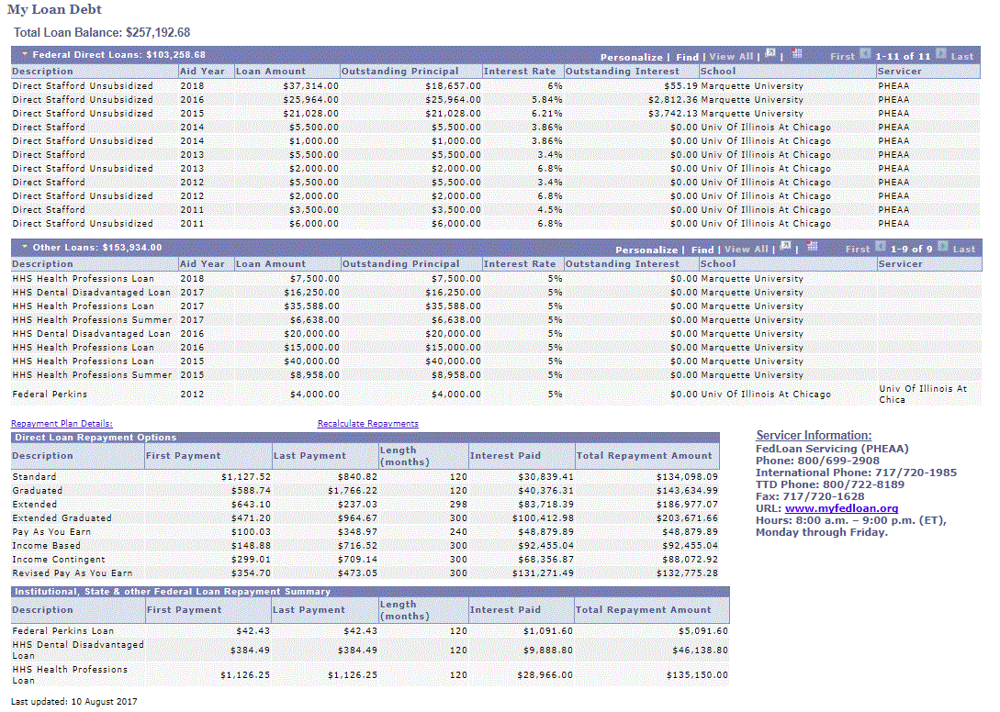 My Loan Debt
Total Loan Balance: $257,192.68
Federal Direct Loans: $103,258.68 Personalize | Find | View All | | First 1-11 of 11 Last
Description Aid Year Loan Amount Outstanding Principal Interest Rate Outstanding Interest School Servicer
Direct Stafford Unsubsidized 2018 $37,314.00 $18,657.00 6% $55.19 Marquette University PHEAA
Direct Stafford Unsubsidized 2016 $25,964.00 $25,964.00 5.84% $2,812.36 Marquette University PHEAA
Direct Stafford Unsubsidized 2015 $21,028.00 $21,028.00 6.21% $3,742.13 Marquette University PHEAA
Direct Stafford 2014 $5,500.00 $5,500.00 3.86% $0.00 Univ Of Illinois At Chicago PHEAA
Direct Stafford Unsubsidized 2014 $1,000.00 $1,000.00 3.86% $0.00 Univ Of Illinois At Chicago PHEAA
Direct Stafford 2013 $5,500.00 $5,500.00 3.4% $0.00 Univ Of Illinois At Chicago PHEAA
Direct Stafford Unsubsidized 2013 $2,000.00 $2,000.00 6.8% $0.00 Univ Of Illinois At Chicago PHEAA
Direct Stafford 2012 $5,500.00 $5,500.00 3.4% $0.00 Univ Of Illinois At Chicago PHEAA
Direct Stafford Unsubsidized 2012 $2,000.00 $2,000.00 6.8% $0.00 Univ Of Illinois At Chicago PHEAA
Direct Stafford 2011 $3,500.00 $3,500.00 4.5% $0.00 Univ Of Illinois At Chicago PHEAA
Direct Stafford Unsubsidized 2011 $6,000.00 $6,000.00 6.8% $0.00 Univ Of Illinois At Chicago PHEAA
Other Loans: $153,934.00 Personalize | Find | View All | | First 1-9 of 9 Last
Description Aid Year Loan Amount Outstanding Principal Interest Rate Outstanding Interest School Servicer
HHS Health Professions Loan 2018 $7,500.00 $7,500.00 5% $0.00 Marquette University
HHS Dental Disadvantaged Loan 2017 $16,250.00 $16,250.00 5% $0.00 Marquette University
HHS Health Professions Loan 2017 $35,588.00 $35,588.00 5% $0.00 Marquette University
HHS Health Professions Summer 2017 $6,638.00 $6,638.00 5% $0.00 Marquette University
HHS Dental Disadvantaged Loan 2016 $20,000.00 $20,000.00 5% $0.00 Marquette University
HHS Health Professions Loan 2016 $15,000.00 $15,000.00 5% $0.00 Marquette University
HHS Health Professions Loan 2015 $40,000.00 $40,000.00 5% $0.00 Marquette University
HHS Health Professions Summer 2015 $8,958.00 $8,958.00 5% $0.00 Marquette University
Federal Perkins 2012 $4,000.00 $4,000.00 5% $0.00 Univ Of Illinois At Chicago Univ Of Illinois At
Chica
Repayment Plan Details: Recalculate Repayments
Direct Loan Repayment Options
Description First Payment Last Payment Length
(months) Interest Paid Total Repayment Amount
Standard $1,127.52 $840.82 120 $30,839.41 $134,098.09
Graduated $588.74 $1,766.22 120 $40,376.31 $143,634.99
Extended $643.10 $237.03 298 $83,718.39 $186,977.07
Extended Graduated $471.20 $964.67 300 $100,412.98 $203,671.66
Pay As You Earn $100.03 $348.97 240 $48,879.89 $48,879.89
Income Based $148.88 $716.52 300 $92,455.04 $92,455.04
Income Contingent $299.01 $709.14 300 $68,356.87 $88,072.92
Revised Pay As You Earn $354.70 $473.05 300 $131,271.49 $132,775.28
Servicer Information:
FedLoan Servicing (PHEAA)
Phone: 800/699-2908
International Phone: 717/720-1985
TTD Phone: 800/722-8189
Fax: 717/720-1628
URL: www.myfedloan.org
Hours: 8:00 a.m. – 9:00 p.m. (ET),
Monday through Friday.
Institutional, State & other Federal Loan Repayment Summary
Description First Payment Last Payment Length
(months) Interest Paid Total Repayment Amount
Federal Perkins Loan $42.43 $42.43 120 $1,091.60 $5,091.60
HHS Dental Disadvantaged
Loan $384.49 $384.49 120 $9,888.80 $46,138.80
HHS Health Professions
Loan $1,126.25 $1,126.25 120 $28,966.00 $135,150.00
Last updated: 10 August 2017